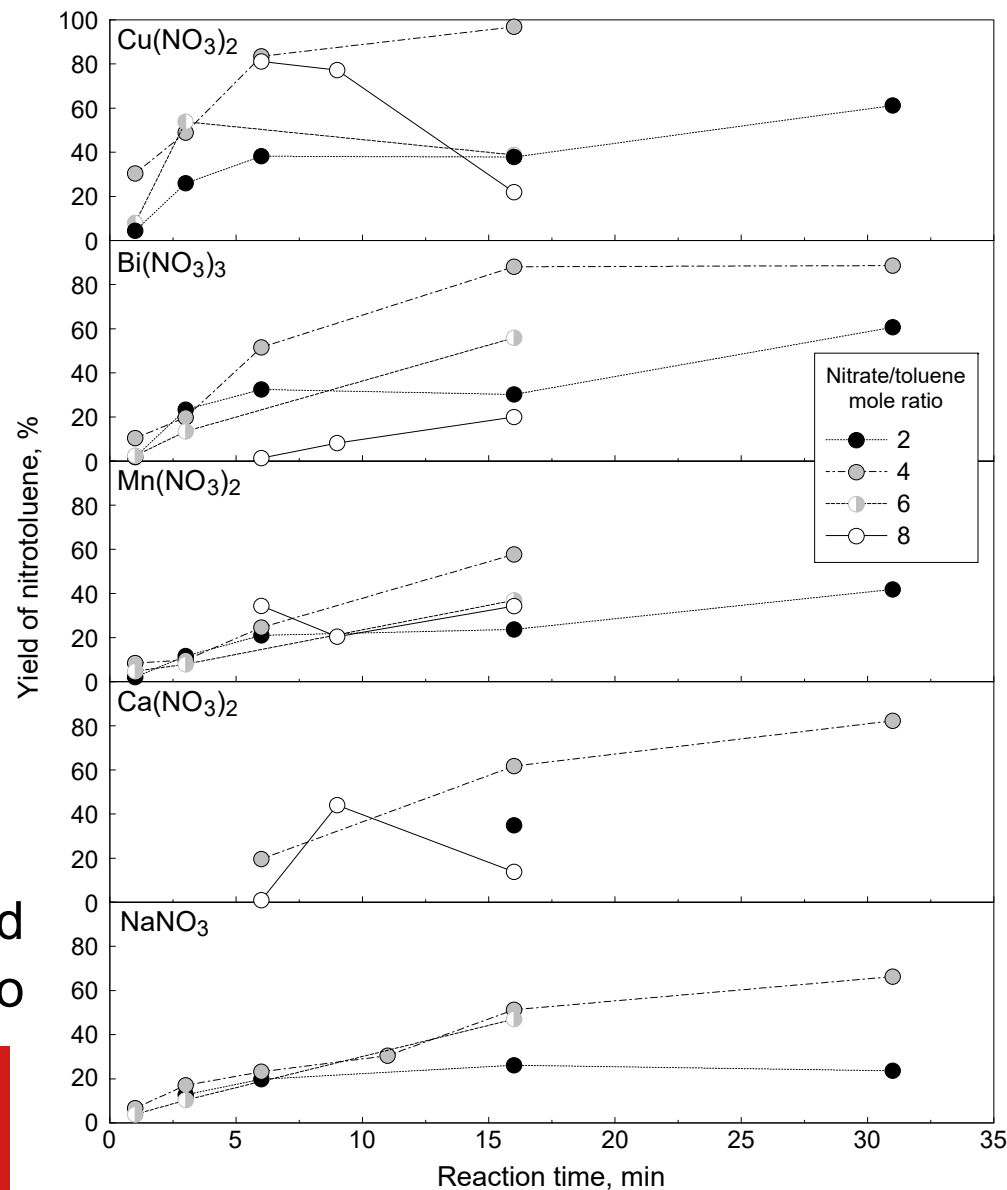 100
Cu(NO3)2
80
60
40
20
0
Bi(NO3)3
80
60
40
20
0
Mn(NO3)2
80
60
40
20
0
Ca(NO3)2
80
60
40
20
0
NaNO3
80
60
40
20
0
0 5 10 15 20 25 30 35
Reaction time, min
Yield of nitrotoluene, %
Nitrate/toluene
mole ratio
2
4
6
8
d
o